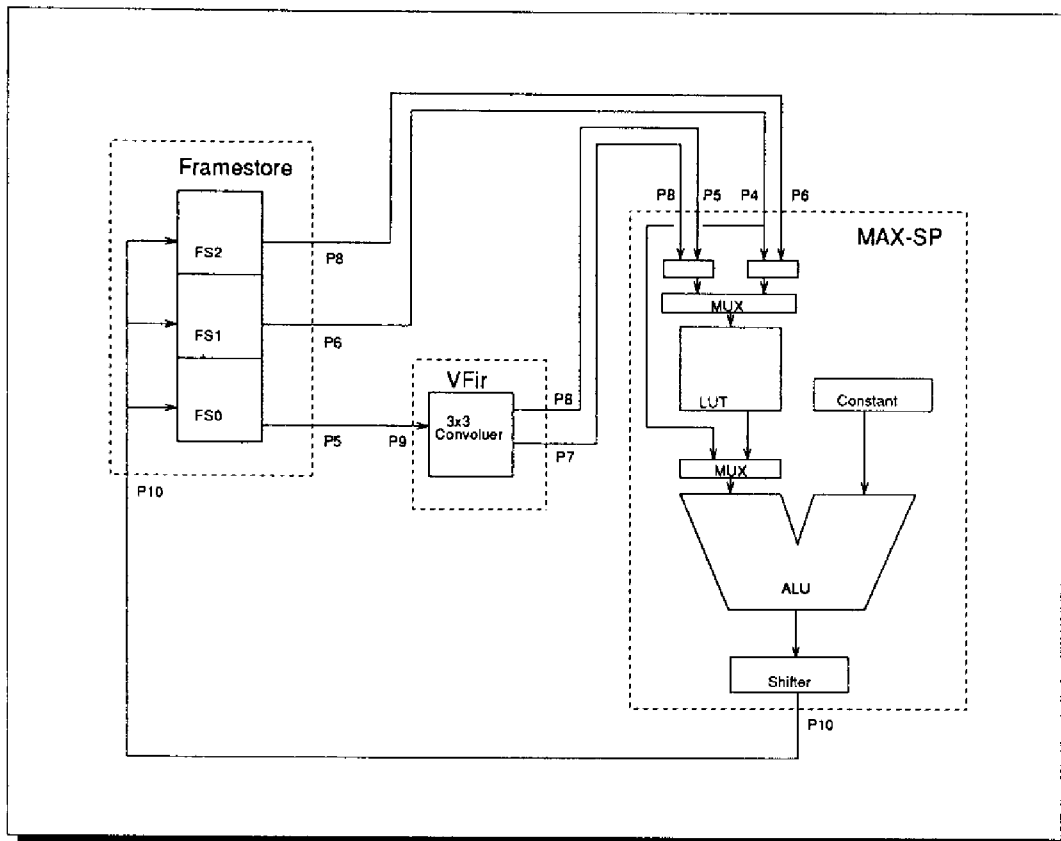 Framestore
P8 P5 P4 P6
MAX-SP
FS2
P8
MUX
FS1
P6
VFir
P8
LUT
Constant
FS0
3x3
Convoluer
P5 P9
P7
MUX
P10
ALU
Shifter
P10